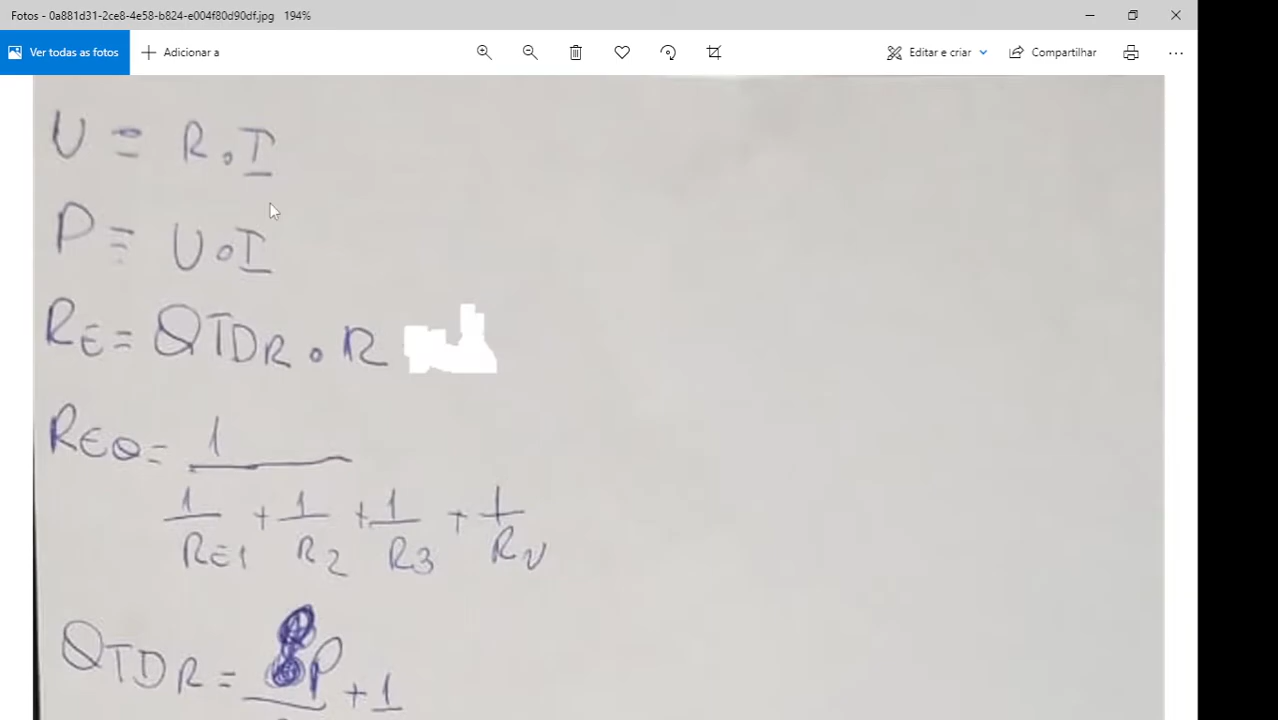 Fotos - 0a881d31-2ce8-4e58-b824-e004f80d90df.jpg 194%
Ver todas as fotos
Adicionar a
Editar e criar
Compartilhar
U = R.I
P = U.I
RE = QTDR . R
REQ = 1
1 + 1 + 1 + 1
RE1 R2 R3 RN
QTDR = P + 1